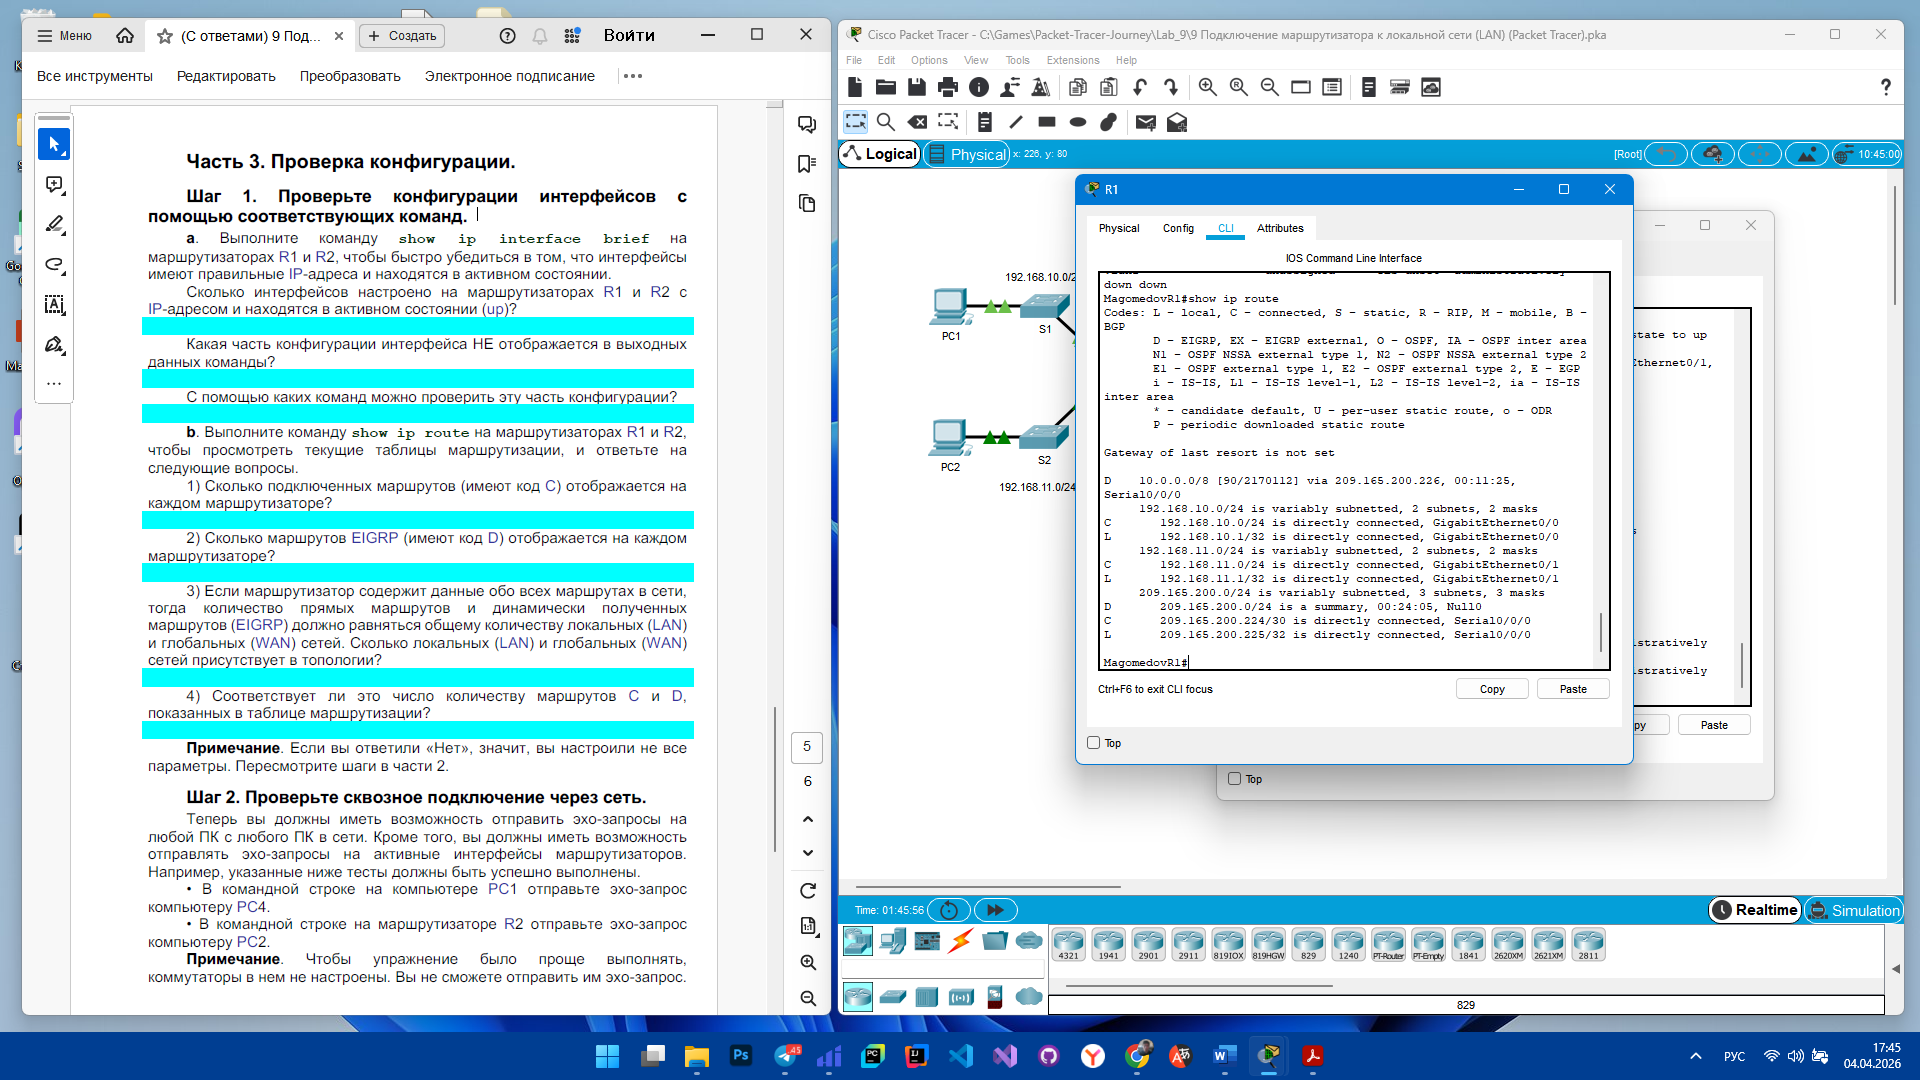 Меню
(С ответами) 9 Под...
Создать
Войти
Все инструменты
Редактировать
Преобразовать
Электронное подписание
Часть 3. Проверка конфигурации.
Шаг 1. Проверьте конфигурации интерфейсов с
помощью соответствующих команд.
a. Выполните команду show ip interface brief на
маршрутизаторах R1 и R2, чтобы быстро убедиться в том, что интерфейсы
имеют правильные IP-адреса и находятся в активном состоянии.
Сколько интерфейсов настроено на маршрутизаторах R1 и R2 с
IP-адресом и находятся в активном состоянии (up)?
Какая часть конфигурации интерфейса НЕ отображается в выходных
данных команды?
С помощью каких команд можно проверить эту часть конфигурации?
b. Выполните команду show ip route на маршрутизаторах R1 и R2,
чтобы просмотреть текущие таблицы маршрутизации, и ответьте на
следующие вопросы.
1) Сколько подключенных маршрутов (имеют код C) отображается на
каждом маршрутизаторе?
2) Сколько маршрутов EIGRP (имеют код D) отображается на каждом
маршрутизаторе?
3) Если маршрутизатор содержит данные обо всех маршрутах в сети,
тогда количество прямых маршрутов и динамически полученных
маршрутов (EIGRP) должно равняться общему количеству локальных (LAN)
и глобальных (WAN) сетей. Сколько локальных (LAN) и глобальных (WAN)
сетей присутствует в топологии?
4) Соответствует ли это число количеству маршрутов C и D,
показанных в таблице маршрутизации?
Примечание. Если вы ответили «Нет», значит, вы настроили не все
параметры. Пересмотрите шаги в части 2.
Шаг 2. Проверьте сквозное подключение через сеть.
Теперь вы должны иметь возможность отправить эхо-запросы на
любой ПК с любого ПК в сети. Кроме того, вы должны иметь возможность
отправлять эхо-запросы на активные интерфейсы маршрутизаторов.
Например, указанные ниже тесты должны быть успешно выполнены.
• В командной строке на компьютере PC1 отправьте эхо-запрос
компьютеру PC4.
• В командной строке на маршрутизаторе R2 отправьте эхо-запрос
компьютеру PC2.
Примечание. Чтобы упражнение было проще выполнять,
коммутаторы в нем не настроены. Вы не сможете отправить им эхо-запрос.
5
6
Cisco Packet Tracer - C:\Games\Packet-Tracer-Journey\Lab_9\9 Подключение маршрутизатора к локальной сети (LAN) (Packet Tracer).pka
File Edit Options View Tools Extensions Help
Logical
Physical
x: 226, y: 80
[Root]
10:45:00
192.168.10.0/2
PC1
S1
PC2
S2
192.168.11.0/24
R1
Physical Config CLI Attributes
IOS Command Line Interface
down down
MagomedovR1#show ip route
Codes: L - local, C - connected, S - static, R - RIP, M - mobile, B -
BGP
D - EIGRP, EX - EIGRP external, O - OSPF, IA - OSPF inter area
N1 - OSPF NSSA external type 1, N2 - OSPF NSSA external type 2
E1 - OSPF external type 1, E2 - OSPF external type 2, E - EGP
i - IS-IS, L1 - IS-IS level-1, L2 - IS-IS level-2, ia - IS-IS
inter area
* - candidate default, U - per-user static route, o - ODR
P - periodic downloaded static route
Gateway of last resort is not set
D 10.0.0.0/8 [90/2170112] via 209.165.200.226, 00:11:25,
Serial0/0/0
192.168.10.0/24 is variably subnetted, 2 subnets, 2 masks
C 192.168.10.0/24 is directly connected, GigabitEthernet0/0
L 192.168.10.1/32 is directly connected, GigabitEthernet0/0
192.168.11.0/24 is variably subnetted, 2 subnets, 2 masks
C 192.168.11.0/24 is directly connected, GigabitEthernet0/1
L 192.168.11.1/32 is directly connected, GigabitEthernet0/1
209.165.200.0/24 is variably subnetted, 3 subnets, 3 masks
D 209.165.200.0/24 is a summary, 00:24:05, Null0
C 209.165.200.224/30 is directly connected, Serial0/0/0
L 209.165.200.225/32 is directly connected, Serial0/0/0
MagomedovR1#
Ctrl+F6 to exit CLI focus
Copy
Paste
Top
state to up
Ethernet0/1,
s
istratively
istratively
py
Paste
Top
Time: 01:45:56
Realtime
Simulation
4321 1941 2901 2911 819IOX 819HGW 829 1240 PT-Router PT-Empty 1841 2620XM 2621XM 2811
829
45
РУС
17:45
04.04.2026